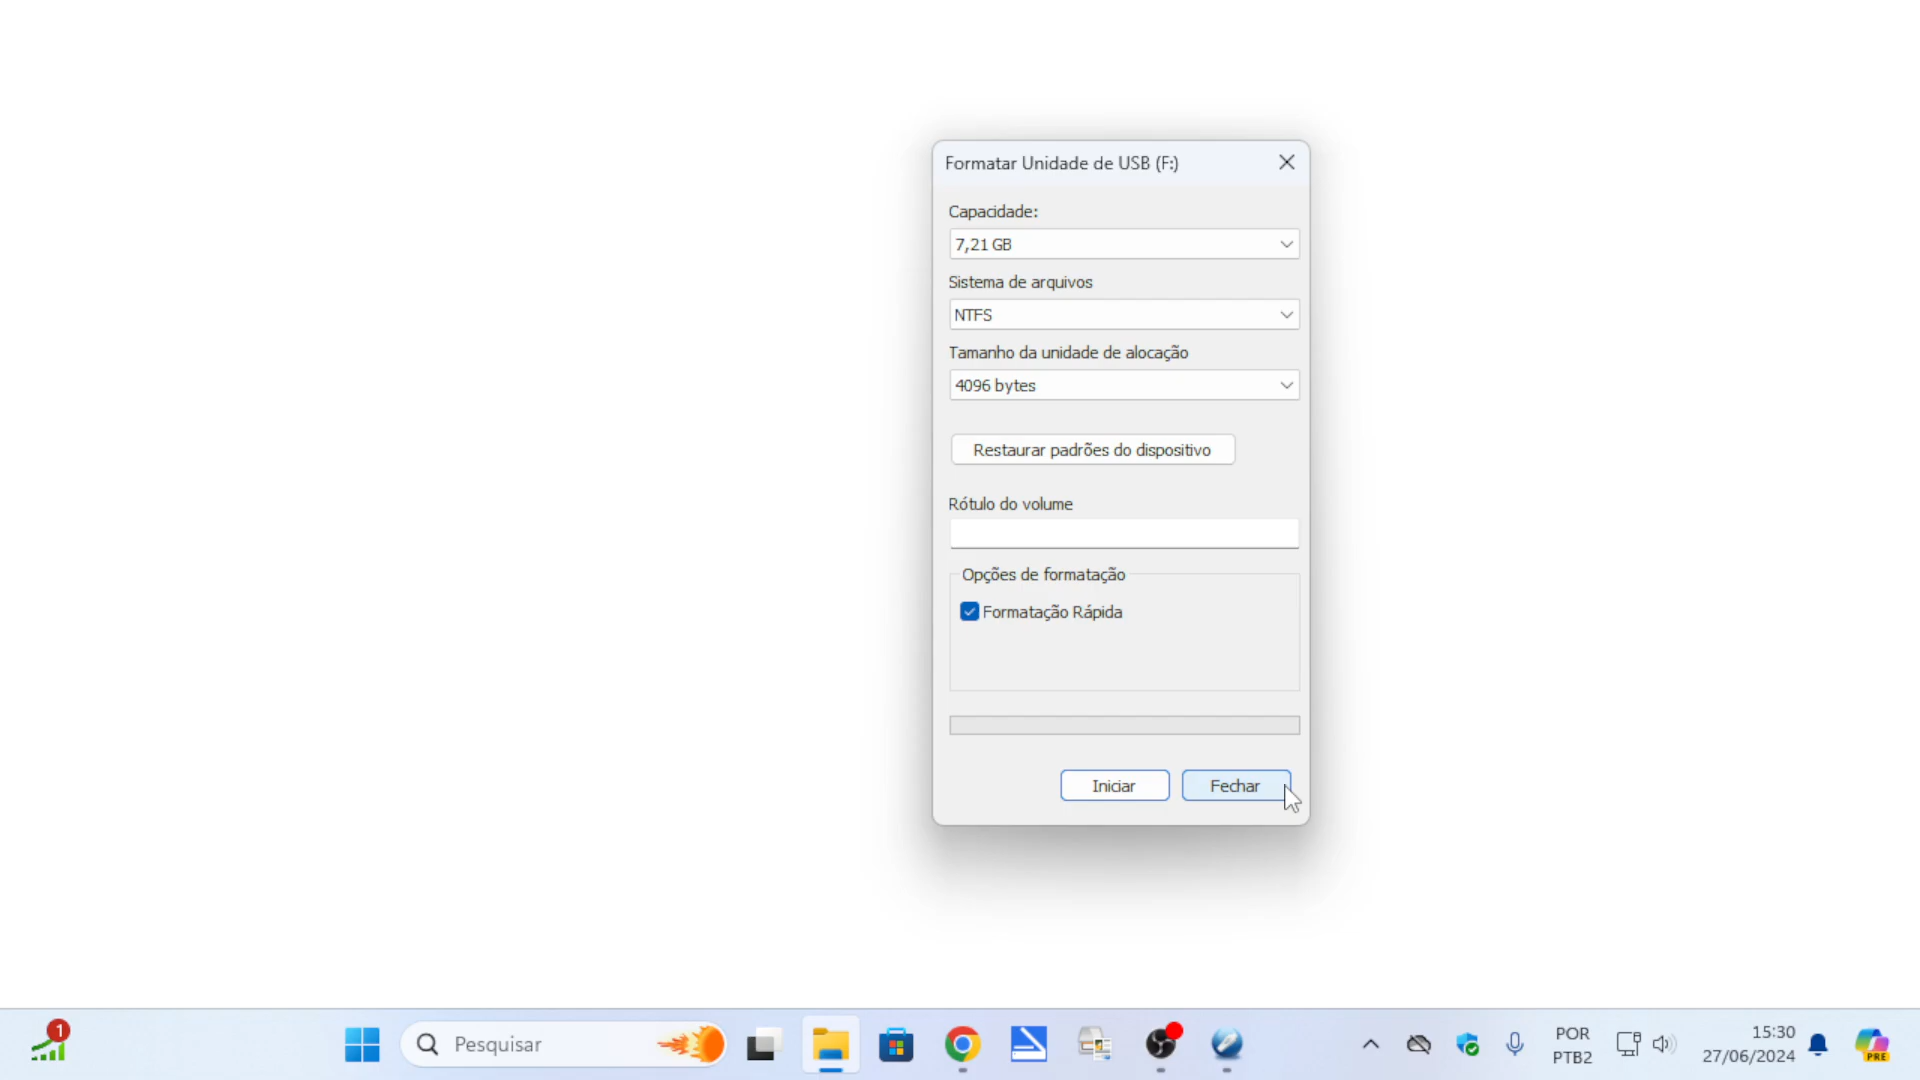 Formatar Unidade de USB (F:)
Capacidade:
7,21 GB
Sistema de arquivos
NTFS
Tamanho da unidade de alocação
4096 bytes
Restaurar padrões do dispositivo
Rótulo do volume
Opções de formatação
Formatação Rápida
Iniciar
Fechar
1
Pesquisar
POR
PTB2
15:30
27/06/2024
PRE